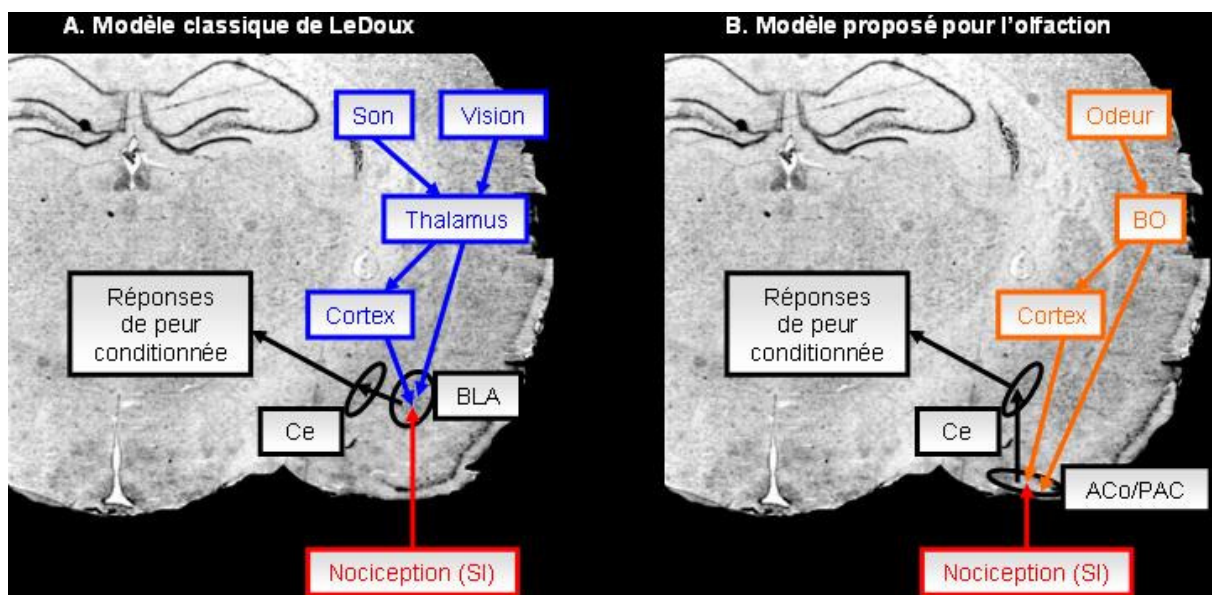 A. Modèle classique de LeDoux
Son
Vision
Thalamus
Réponses
de peur
conditionnée
Cortex
BLA
Ce
Nociception (SI)
B. Modèle proposé pour l'olfaction
Odeur
BO
Réponses
de peur
conditionnée
Cortex
Ce
ACo/PAC
Nociception (SI)